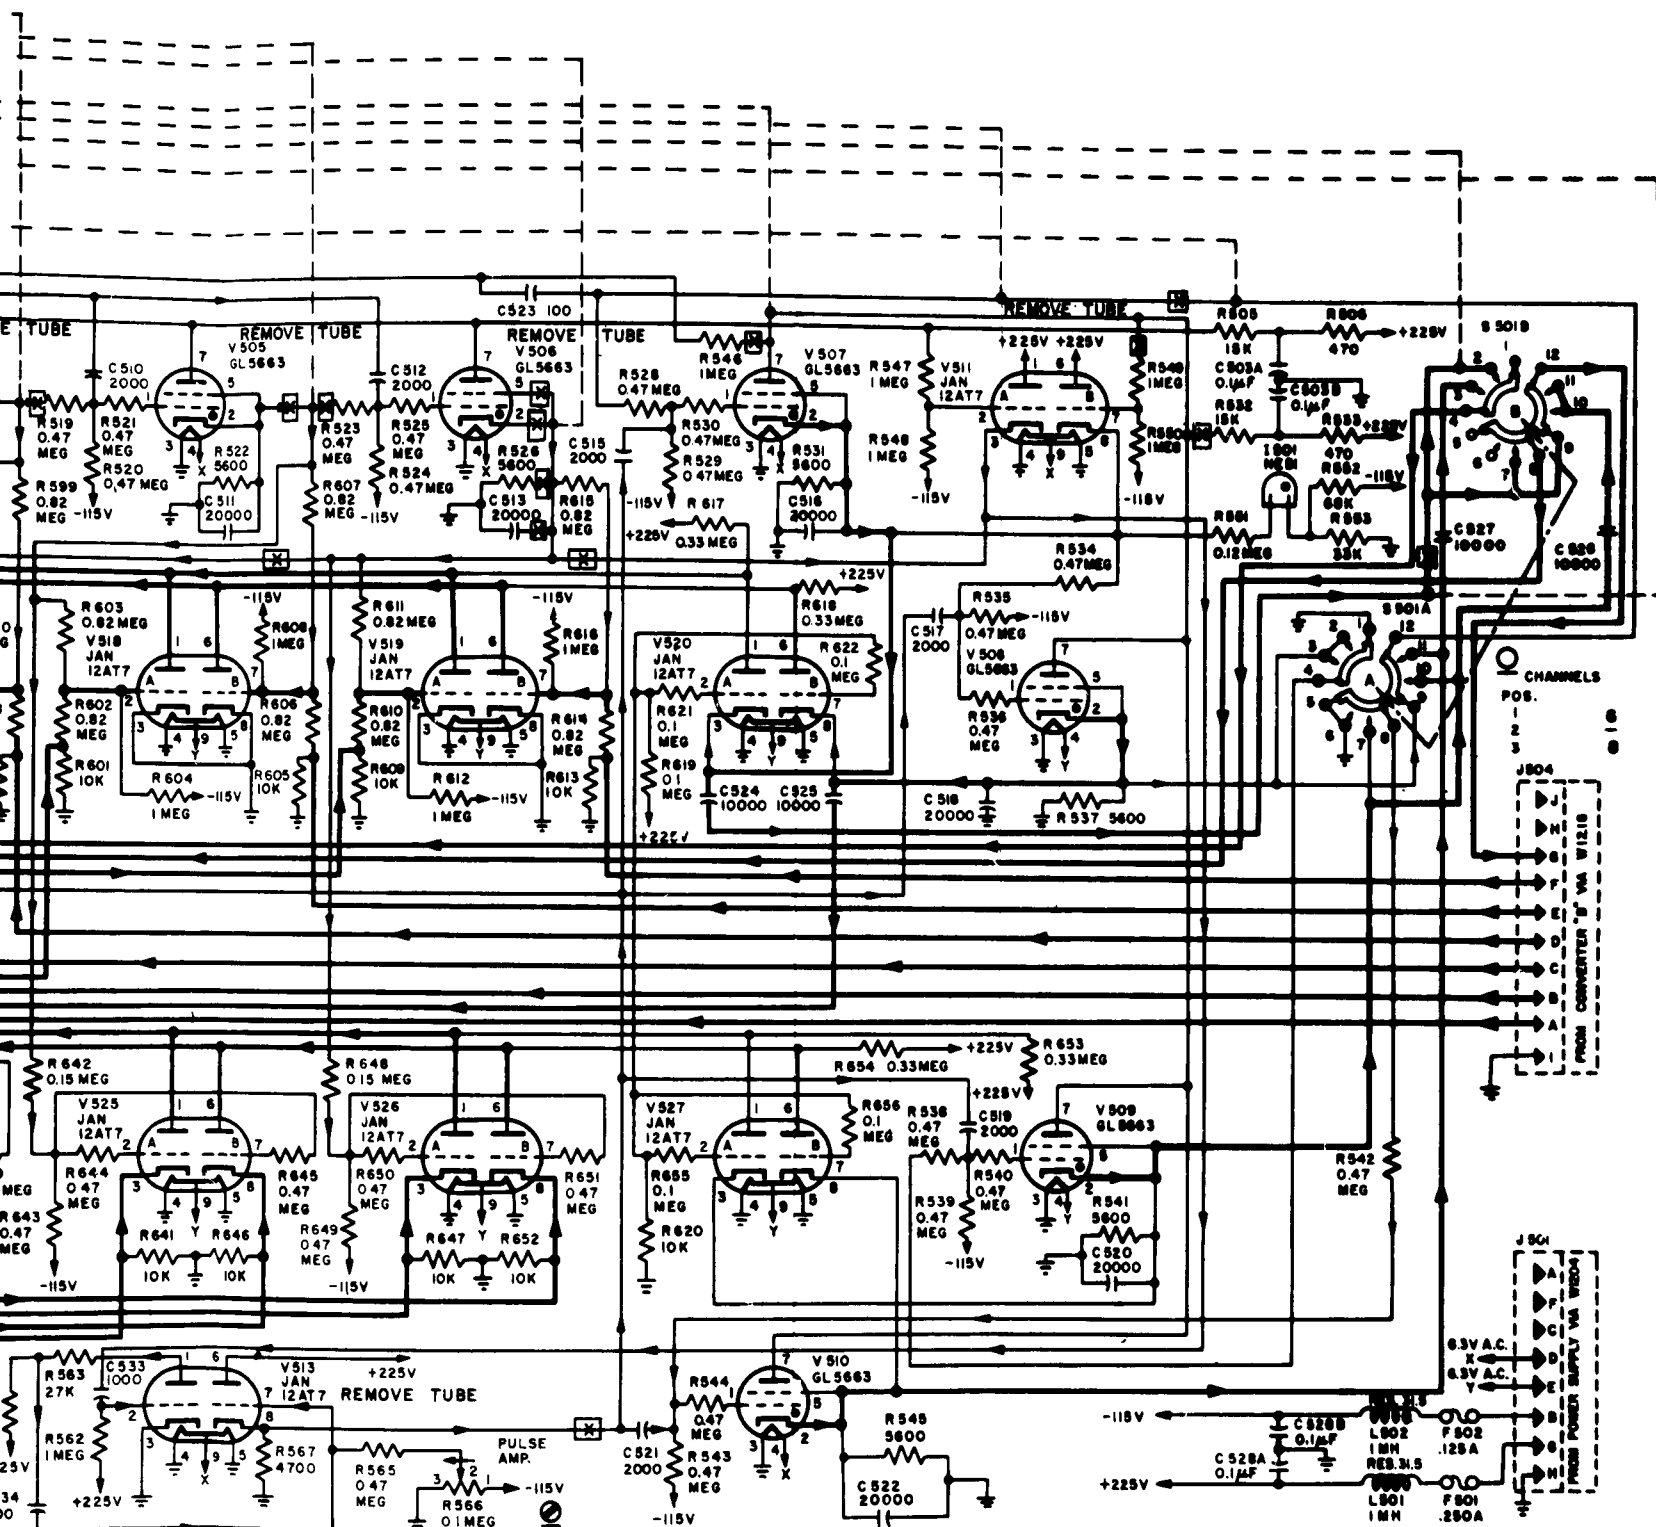 E TUBE
REMOVE TUBE
REMOVE TUBE
REMOVE TUBE
C523 100
V505
GL5663
V506
GL5663
V507
GL5663
V511
JAN
12AT7
+225V
+225V
C510
2000
C512
2000
R546
1MEG
R547
1 MEG
R548
1 MEG
R549
1MEG
R550
1MEG
R505
15K
R506
470
+225V
C503A
0.1µF
C503B
0.1µF
R532
15K
R533
470
+225V
I501
NE51
R552
68K
-115V
R551
0.12MEG
R553
33K
S501B
R519
0.47
MEG
R521
0.47
MEG
R520
0.47MEG
-115V
R522
5600
C511
20000
R599
0.82
MEG
R523
0.47
MEG
R525
0.47
MEG
R524
0.47MEG
-115V
R607
0.82
MEG
R526
5600
C513
20000
C515
2000
R615
0.82
MEG
R528
0.47MEG
R530
0.47MEG
R529
0.47MEG
-115V
R531
5600
C516
20000
R617
0.33MEG
+225V
-115V
-115V
R534
0.47MEG
R535
0.47MEG
-115V
C527
10000
C526
10000
S501A
R603
0.82MEG
V518
JAN
12AT7
-115V
R608
1MEG
R602
0.82
MEG
R601
10K
R604
1 MEG
-115V
R606
0.82
MEG
R605
10K
R611
0.82MEG
V519
JAN
12AT7
-115V
R616
1MEG
R610
0.82
MEG
R609
10K
R612
1MEG
-115V
R614
0.82
MEG
R613
10K
V520
JAN
12AT7
R618
0.33MEG
+225V
R622
0.1
MEG
R621
0.1
MEG
R619
0.1
MEG
+225V
C524
10000
C525
10000
C517
2000
V508
GL5663
R536
0.47
MEG
C518
20000
R537 5600
CHANNELS
POS.
1
2
3
J504
J
H
G
F
E
D
C
B
A
I
FROM CONVERTER "B" VIA W1216
R642
0.15MEG
V525
JAN
12AT7
R644
0.47
MEG
R643
0.47
MEG
-115V
R645
0.47
MEG
R641
10K
R646
10K
R648
0.15 MEG
V526
JAN
12AT7
R650
0.47
MEG
R649
0.47
MEG
-115V
R651
0.47
MEG
R647
10K
R652
10K
V527
JAN
12AT7
R655
0.1
MEG
R620
10K
R654 0.33MEG
+225V
R653
0.33MEG
+225V
R656
0.1
MEG
R538
0.47
MEG
C519
2000
V509
GL5663
R540
0.47
MEG
R539
0.47
MEG
-115V
R541
5600
C520
20000
R542
0.47
MEG
R563
27K
C533
1000
V513
JAN
12AT7
+225V
REMOVE TUBE
R562
1MEG
+225V
R567
4700
R565
0.47
MEG
PULSE
AMP.
R566
0.1MEG
-115V
C521
2000
R544
0.47
MEG
R543
0.47
MEG
-115V
V510
GL5663
R545
5600
C522
20000
J501
A
F
C
D
E
B
G
H
FROM POWER SUPPLY VIA W1204
6.3V A.C.
X
6.3V A.C.
Y
-115V
C528B
0.1µF
L502
1MH
RES.31.5
F502
.125A
C528A
0.1µF
+225V
L501
1MH
F501
.250A